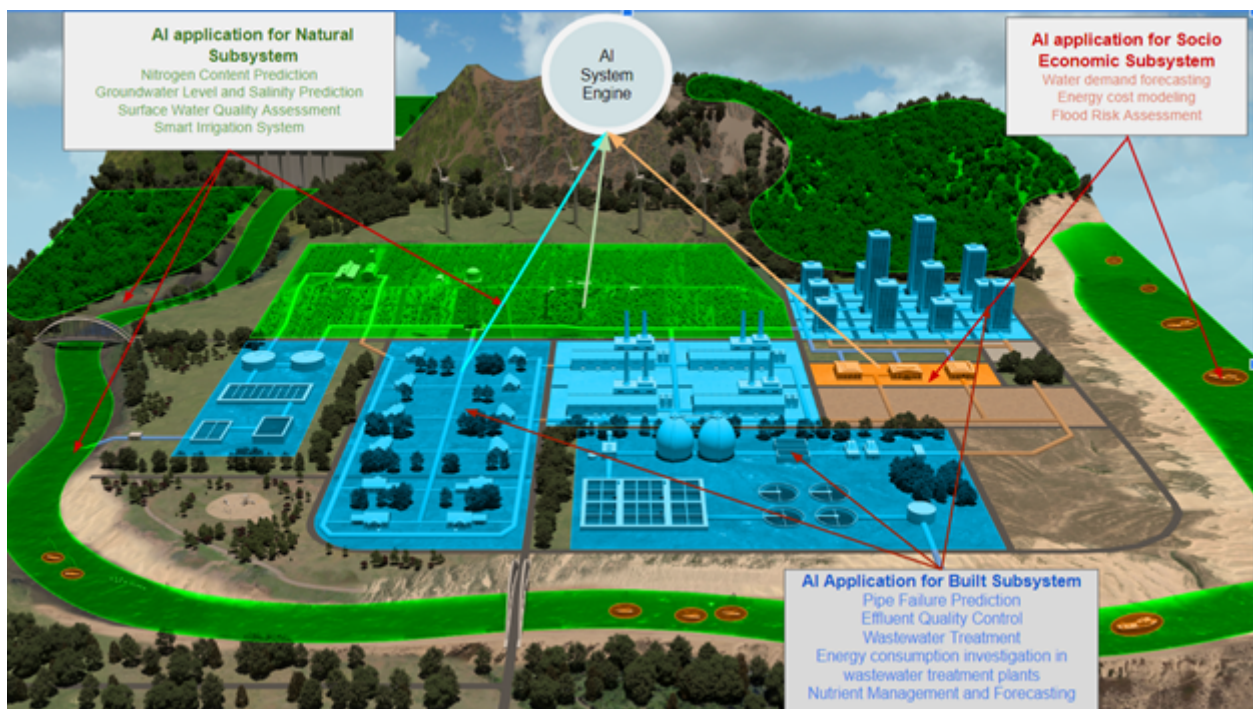 AI application for Natural
Subsystem
Nitrogen Content Prediction
Groundwater Level and Salinity Prediction
Surface Water Quality Assessment
Smart Irrigation System
AI
System
Engine
AI application for Socio
Economic Subsystem
Water demand forecasting
Energy cost modeling
Flood Risk Assessment
AI Application for Built Subsystem
Pipe Failure Prediction
Effluent Quality Control
Wastewater Treatment
Energy consumption investigation in
wastewater treatment plants
Nutrient Management and Forecasting